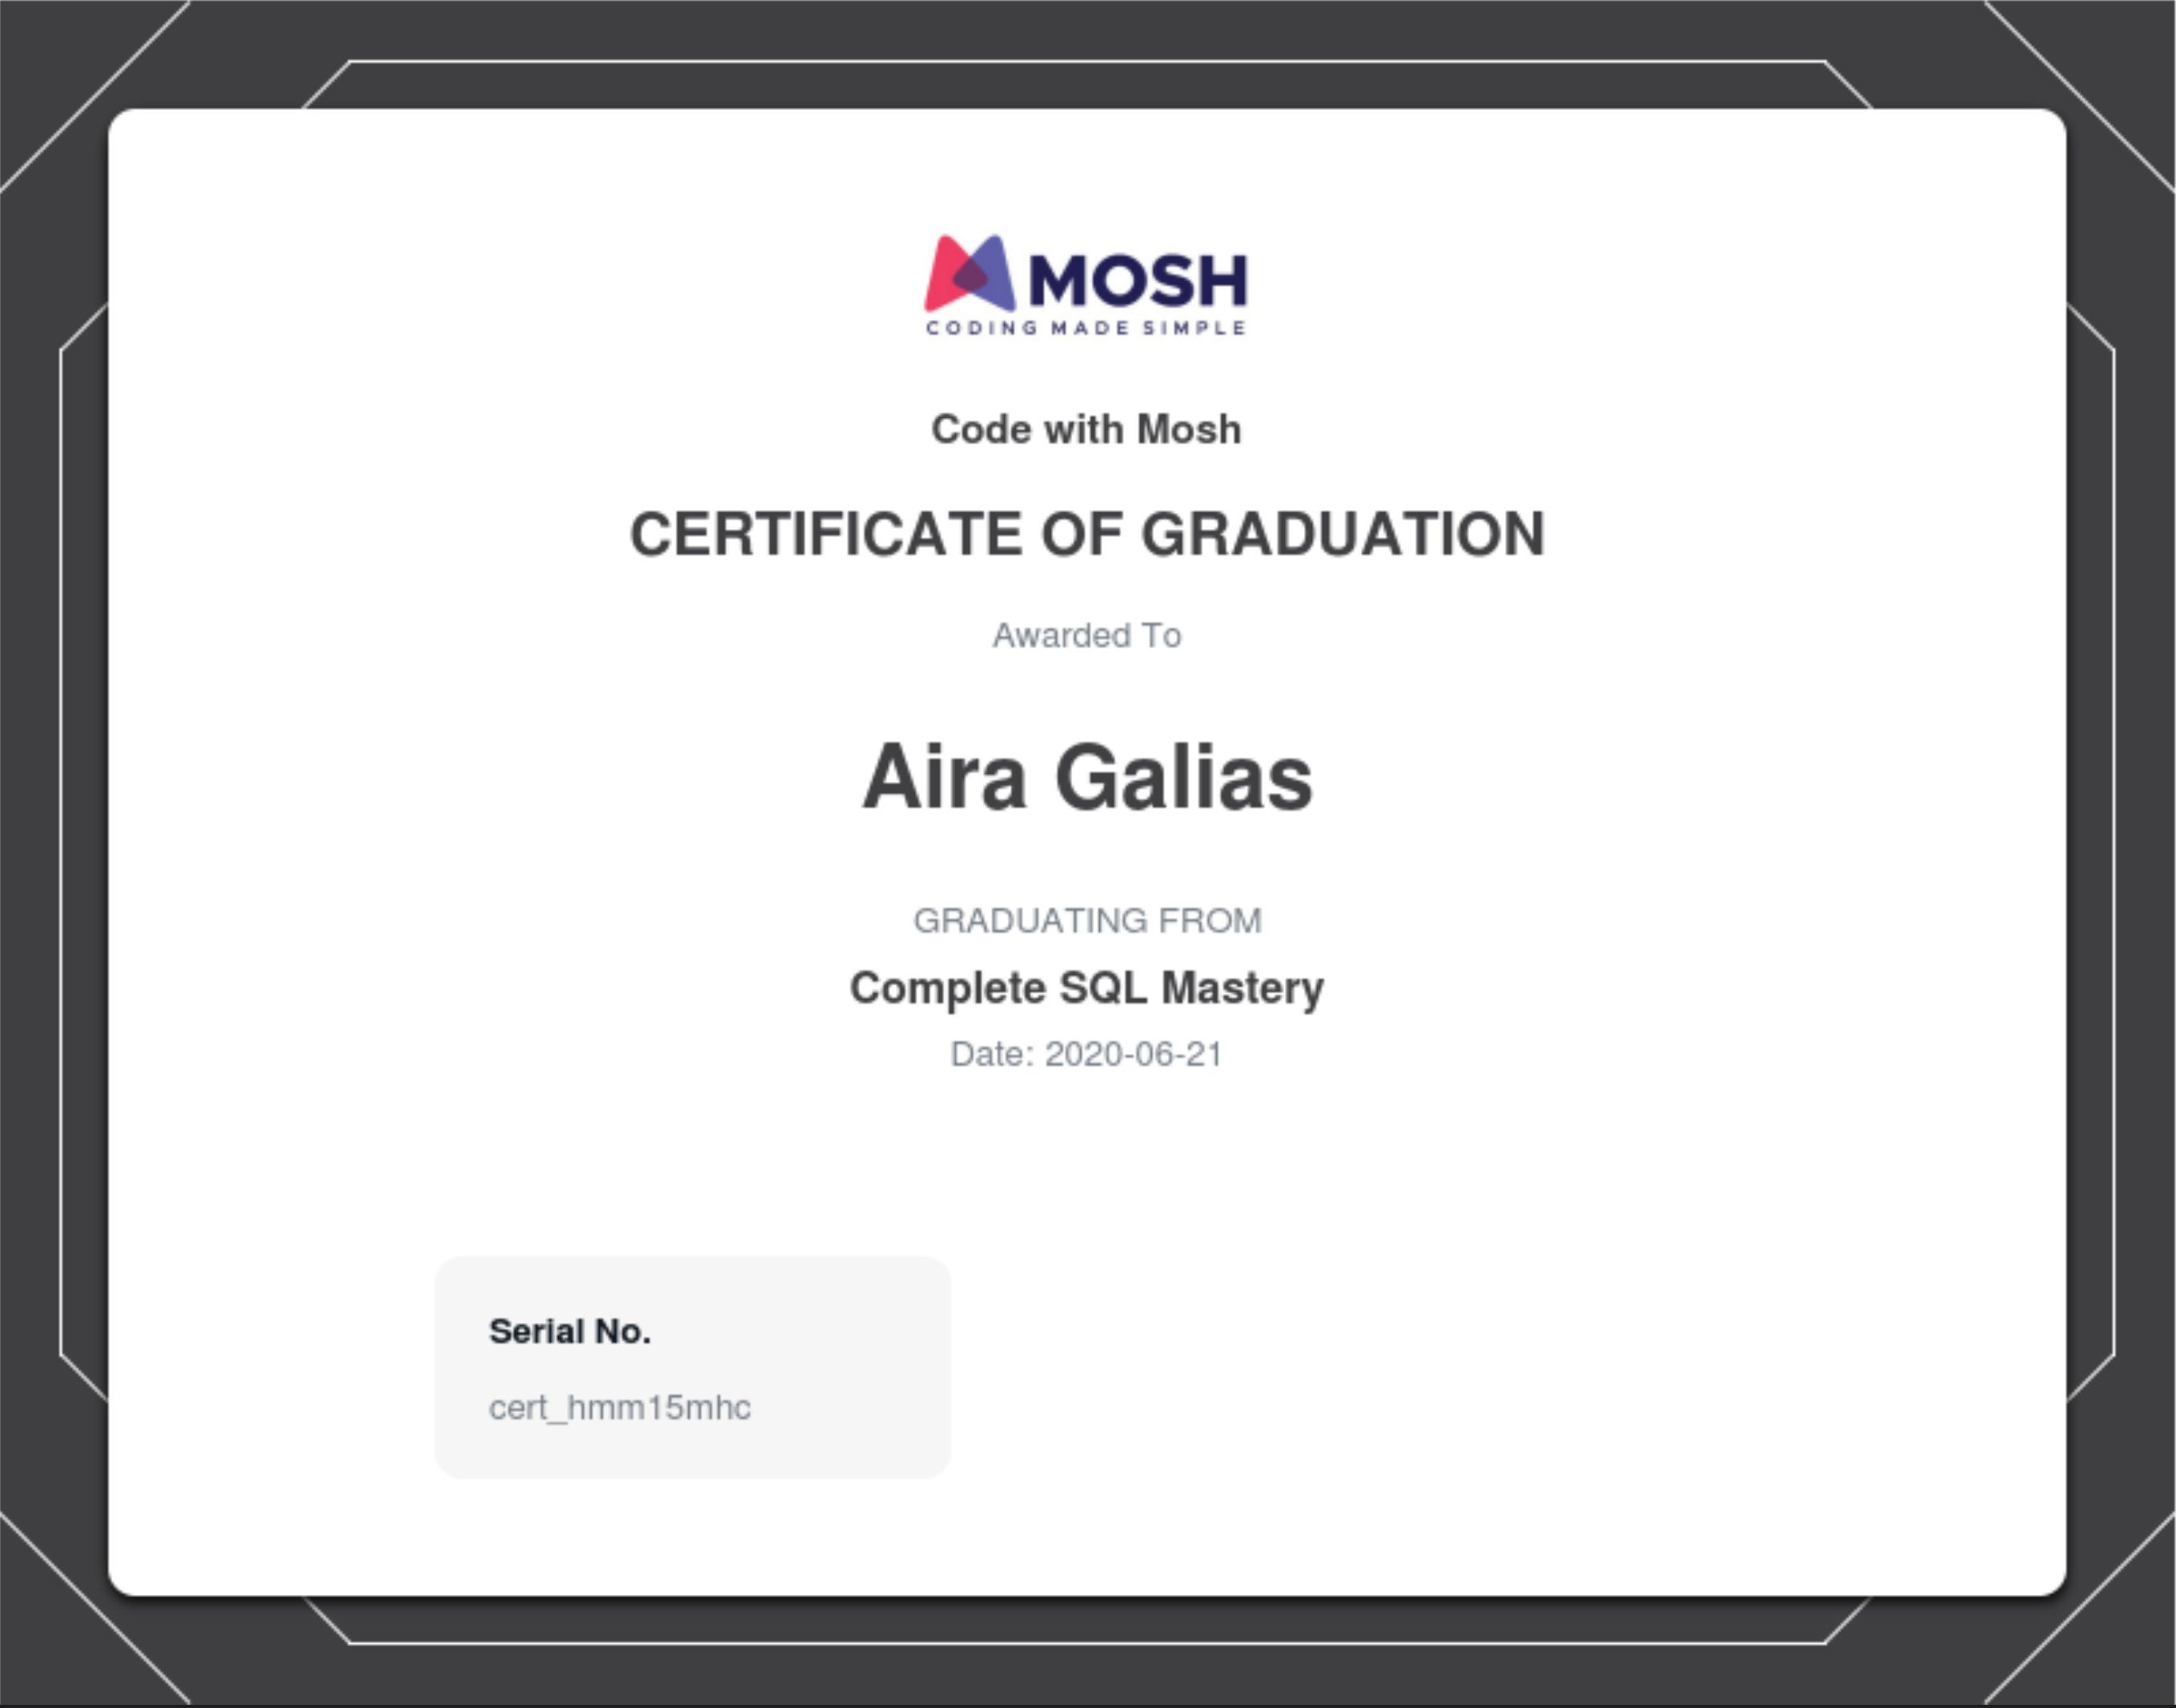 MOSH
CODING MADE SIMPLE
Code with Mosh
CERTIFICATE OF GRADUATION
Awarded To
Aira Galias
GRADUATING FROM
Complete SQL Mastery
Date: 2020-06-21
Serial No.
cert_hmm15mhc